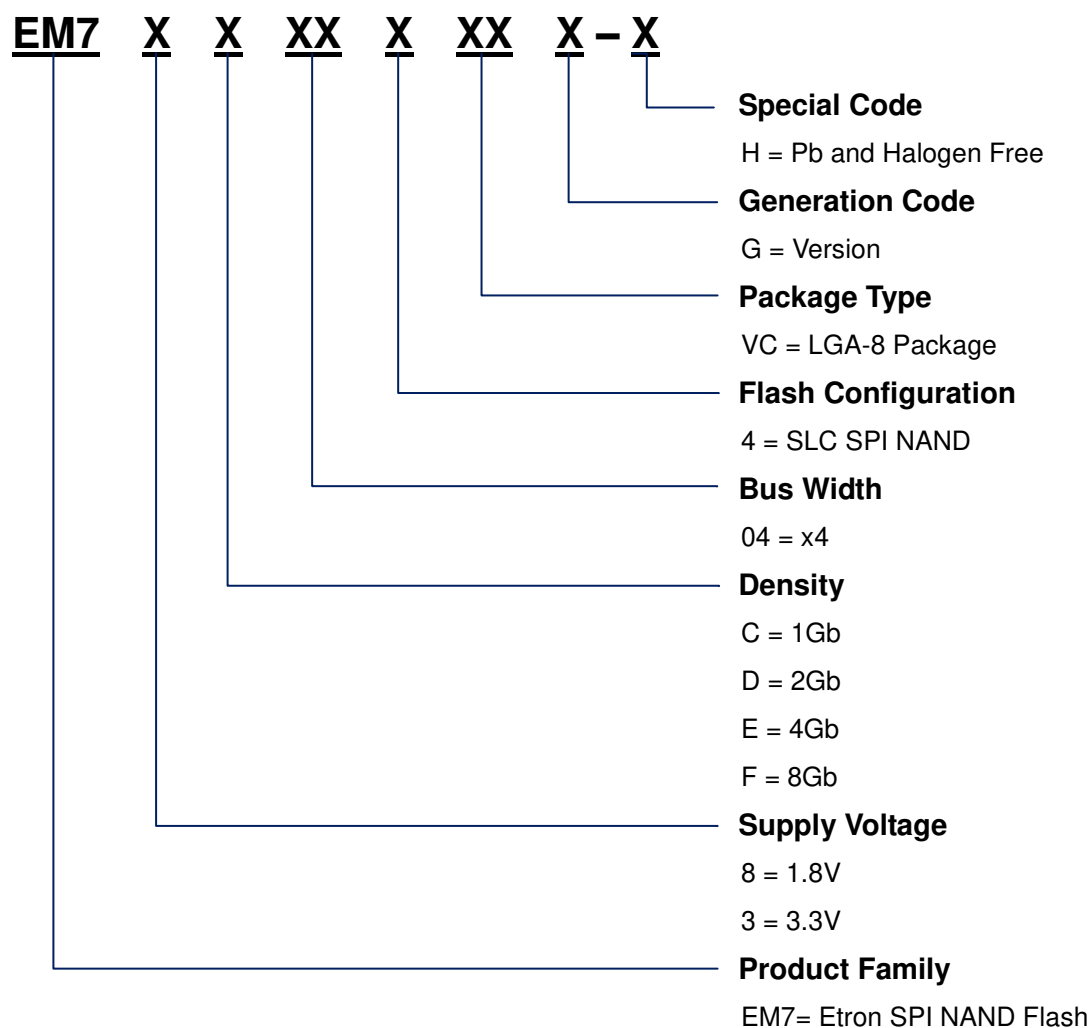 EM7 X X XX X XX X – X
Special Code
H = Pb and Halogen Free
Generation Code
G = Version
Package Type
VC = LGA-8 Package
Flash Configuration
4 = SLC SPI NAND
Bus Width
04 = x4
Density
C = 1Gb
D = 2Gb
E = 4Gb
F = 8Gb
Supply Voltage
8 = 1.8V
3 = 3.3V
Product Family
EM7= Etron SPI NAND Flash